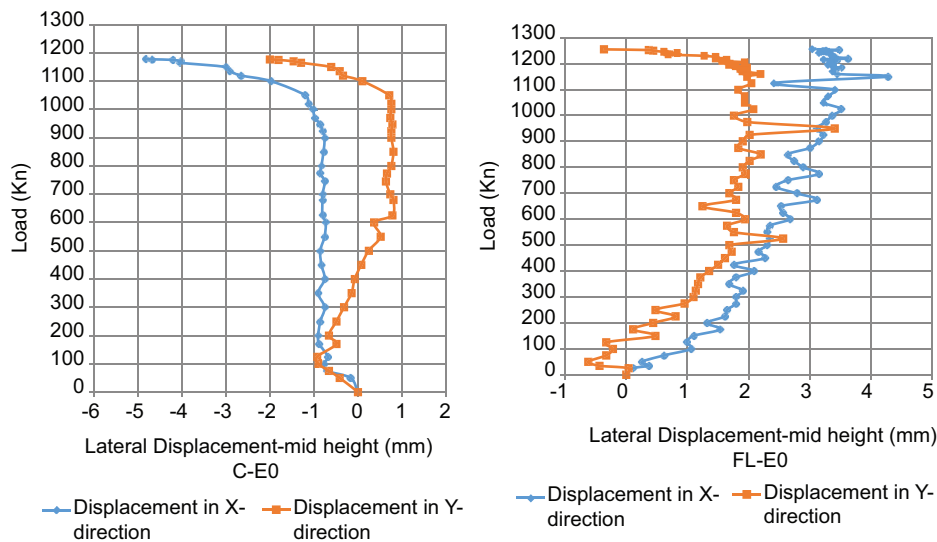 1300
1200
1100
1000
900
800
700
600
500
400
300
200
100
0
Load (Kn)
-6 -5 -4 -3 -2 -1 0 1 2
Lateral Displacement-mid height (mm)
C-E0
Displacement in X-
direction
Displacement in Y-
direction
1300
1200
1100
1000
900
800
700
600
500
400
300
200
100
0
Load (Kn)
-1 0 1 2 3 4 5
Lateral Displacement-mid height (mm)
FL-E0
Displacement in X-
direction
Displacement in Y-
direction